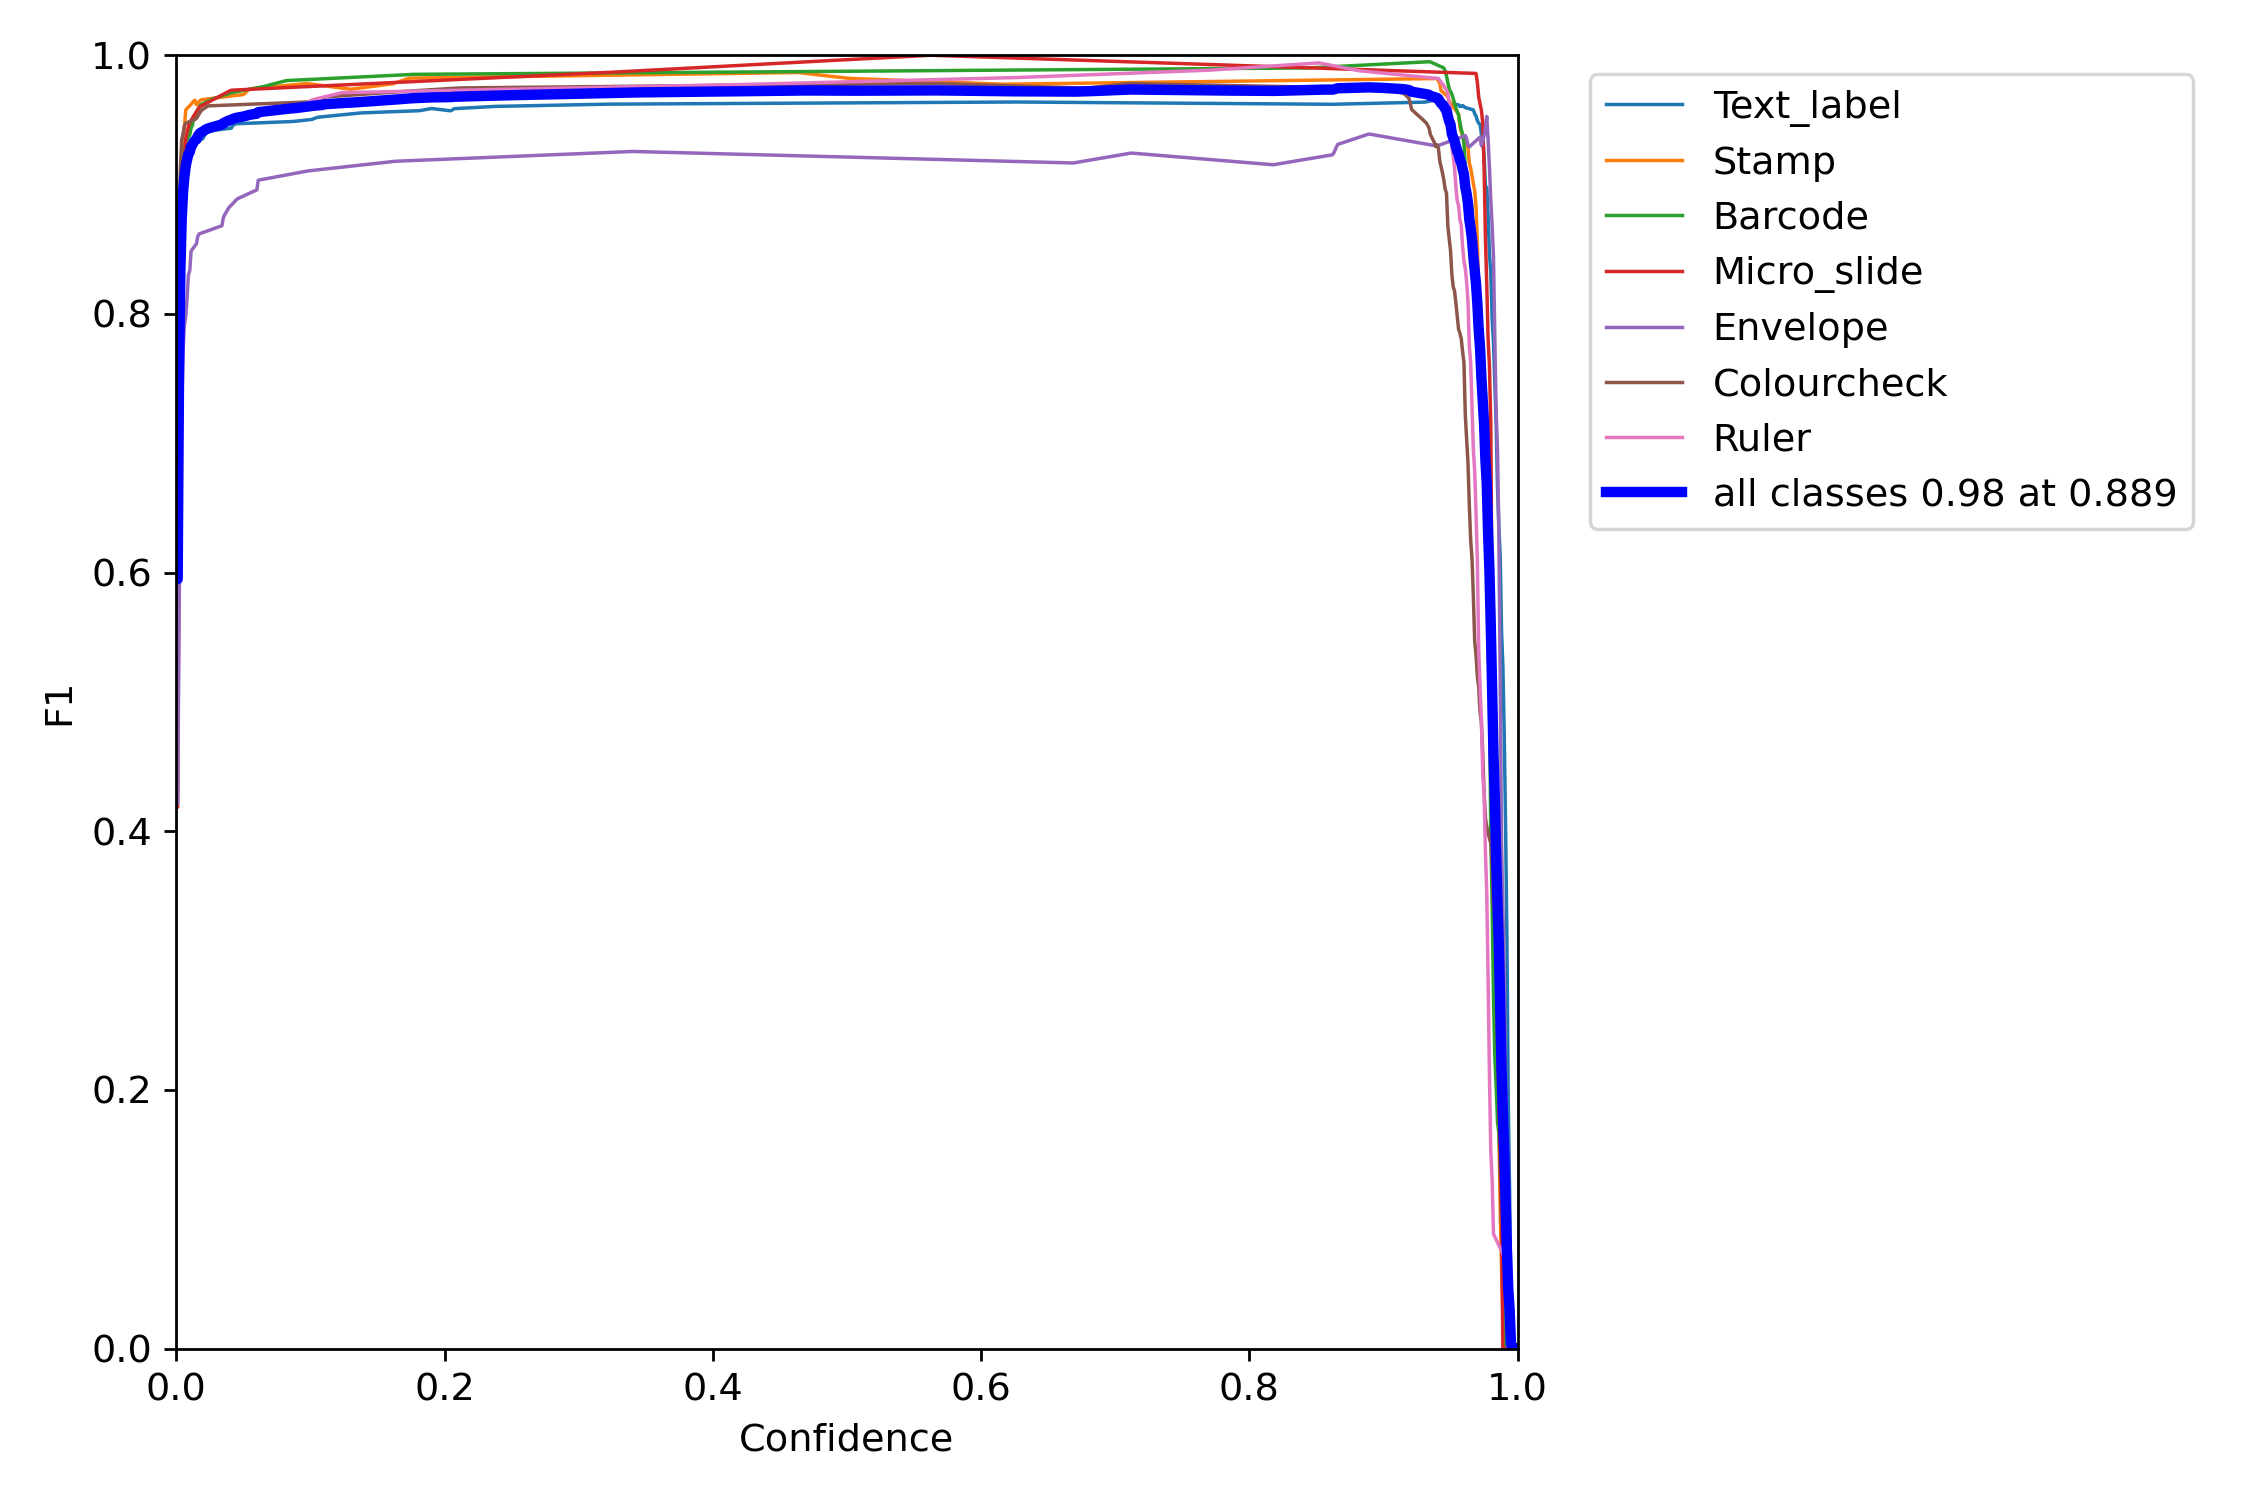 1.0
0.8
0.6
0.4
0.2
0.0
F1
0.0 0.2 0.4 0.6 0.8 1.0
Confidence
Text_label
Stamp
Barcode
Micro_slide
Envelope
Colourcheck
Ruler
all classes 0.98 at 0.889